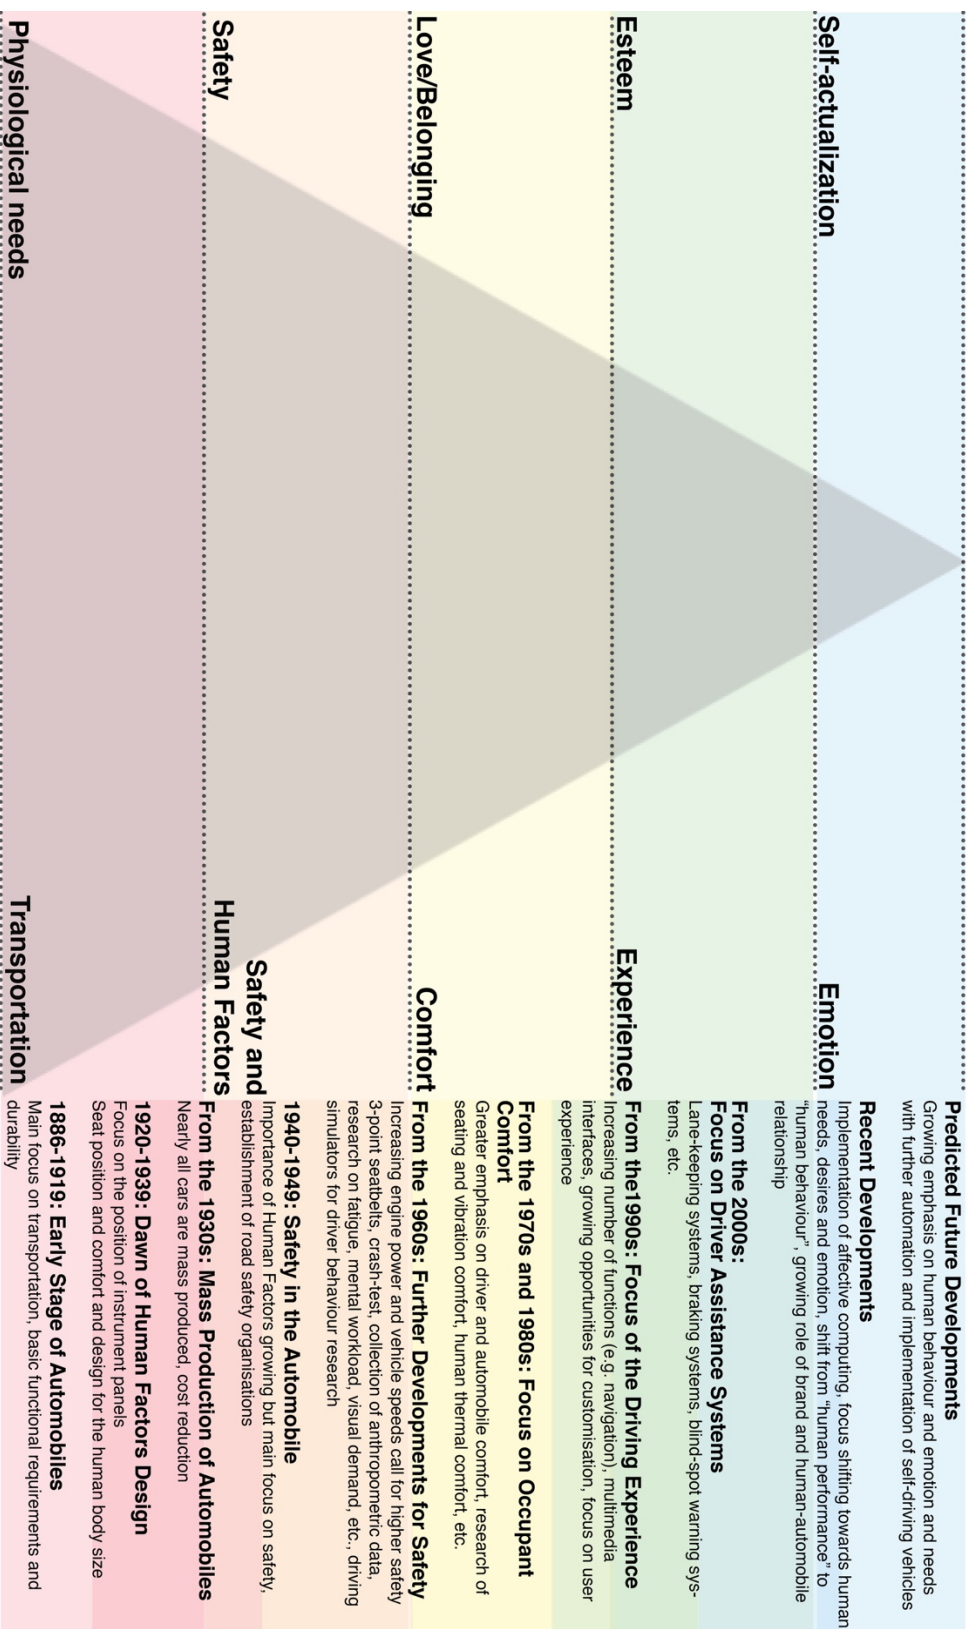 Self-actualization
Esteem
Love/Belonging
Safety
Physiological needs
Emotion
Experience
Comfort
Safety and
Human Factors
Transportation
Predicted Future Developments
Growing emphasis on human behaviour and emotion and needs
with further automation and implementation of self-driving vehicles
Recent Developments
Implementation of affective computing, focus shifting towards human
needs, desires and emotion, shift from “human performance” to
“human behaviour”, growing role of brand and human-automobile
relationship
From the 2000s:
Focus on Driver Assistance Systems
Lane-keeping systems, braking systems, blind-spot warning sys-
tems, etc.
From the1990s: Focus of the Driving Experience
Increasing number of functions (e.g. navigation), multimedia
interfaces, growing opportunities for customisation, focus on user
experience
From the 1970s and 1980s: Focus on Occupant
Comfort
Greater emphasis on driver and automobile comfort, research of
seating and vibration comfort, human thermal comfort, etc.
From the 1960s: Further Developments for Safety
Increasing engine power and vehicle speeds call for higher safety
3-point seatbelts, crash-test, collection of anthropometric data,
research on fatigue, mental workload, visual demand, etc., driving
simulators for driver behaviour research
1940-1949: Safety in the Automobile
Importance of Human Factors growing but main focus on safety,
establishment of road safety organisations
From the 1930s: Mass Production of Automobiles
Nearly all cars are mass produced, cost reduction
1920-1939: Dawn of Human Factors Design
Focus on the position of instrument panels
Seat position and comfort and design for the human body size
1886-1919: Early Stage of Automobiles
Main focus on transportation, basic functional requirements and
durability